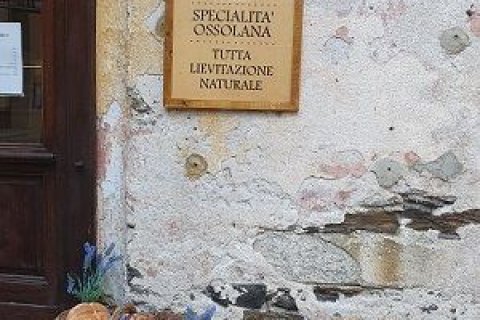 SPECIALITA'
OSSOLANA
TUTTA
LIEVITAZIONE
NATURALE